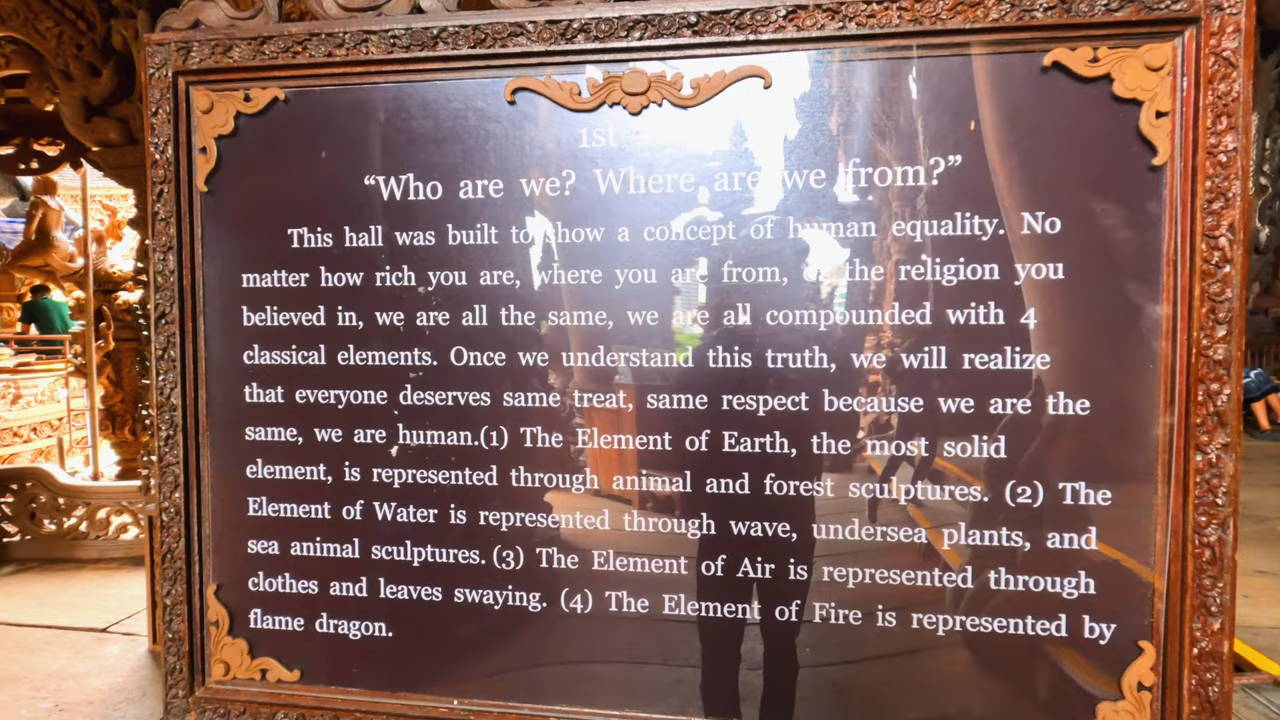 1st
“Who are we? Where are we from?”
This hall was built to show a concept of human equality. No
matter how rich you are, where you are from, the religion you
believed in, we are all the same, we are all compounded with 4
classical elements. Once we understand this truth, we will realize
that everyone deserves same treat, same respect because we are the
same, we are human.(1) The Element of Earth, the most solid
element, is represented through animal and forest sculptures. (2) The
Element of Water is represented through wave, undersea plants, and
sea animal sculptures. (3) The Element of Air is represented through
clothes and leaves swaying. (4) The Element of Fire is represented by
flame dragon.